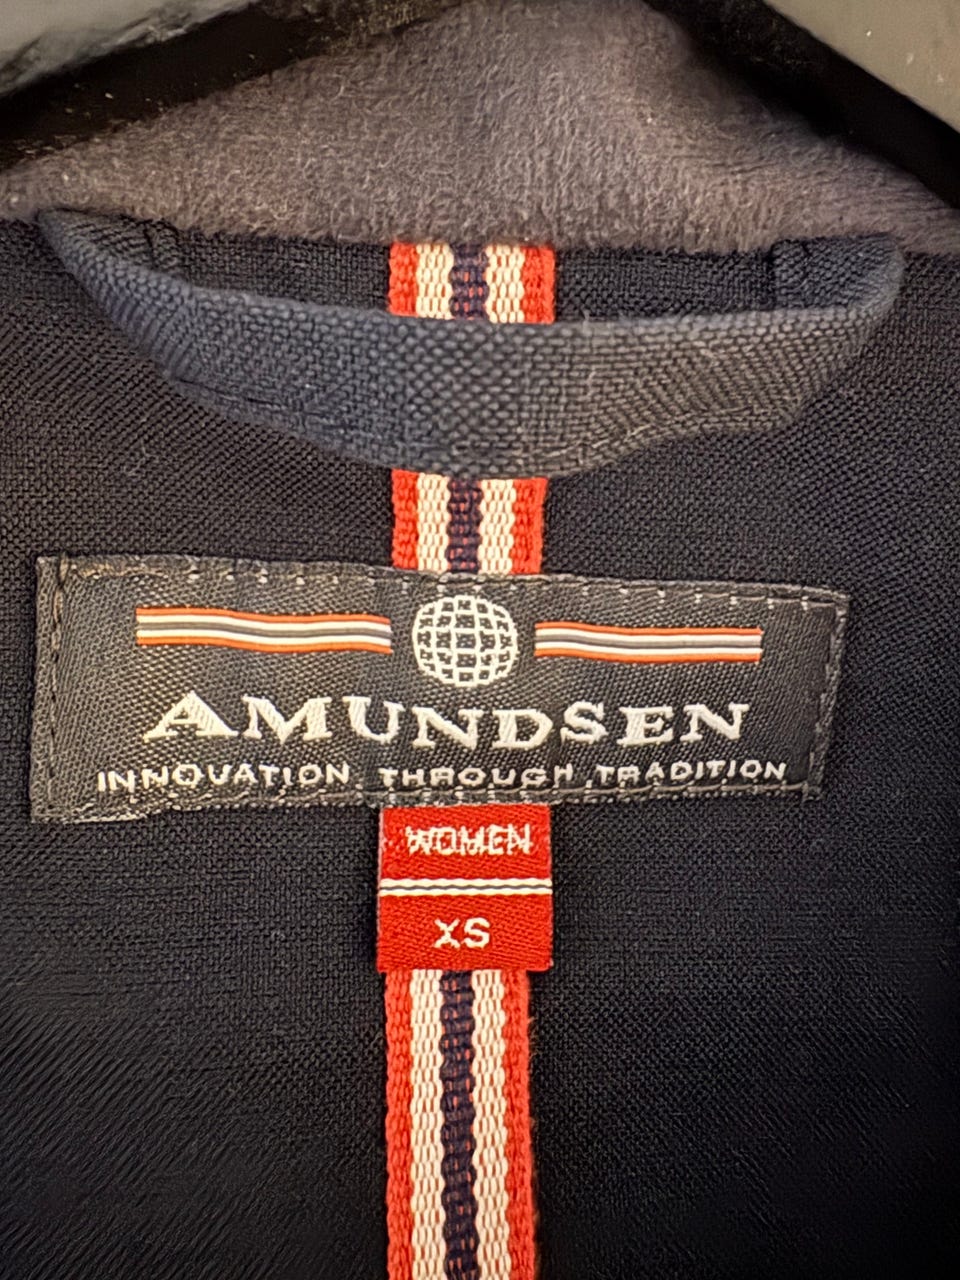 AMUNDSEN
INNOVATION THROUGH TRADITION
WOMEN
XS